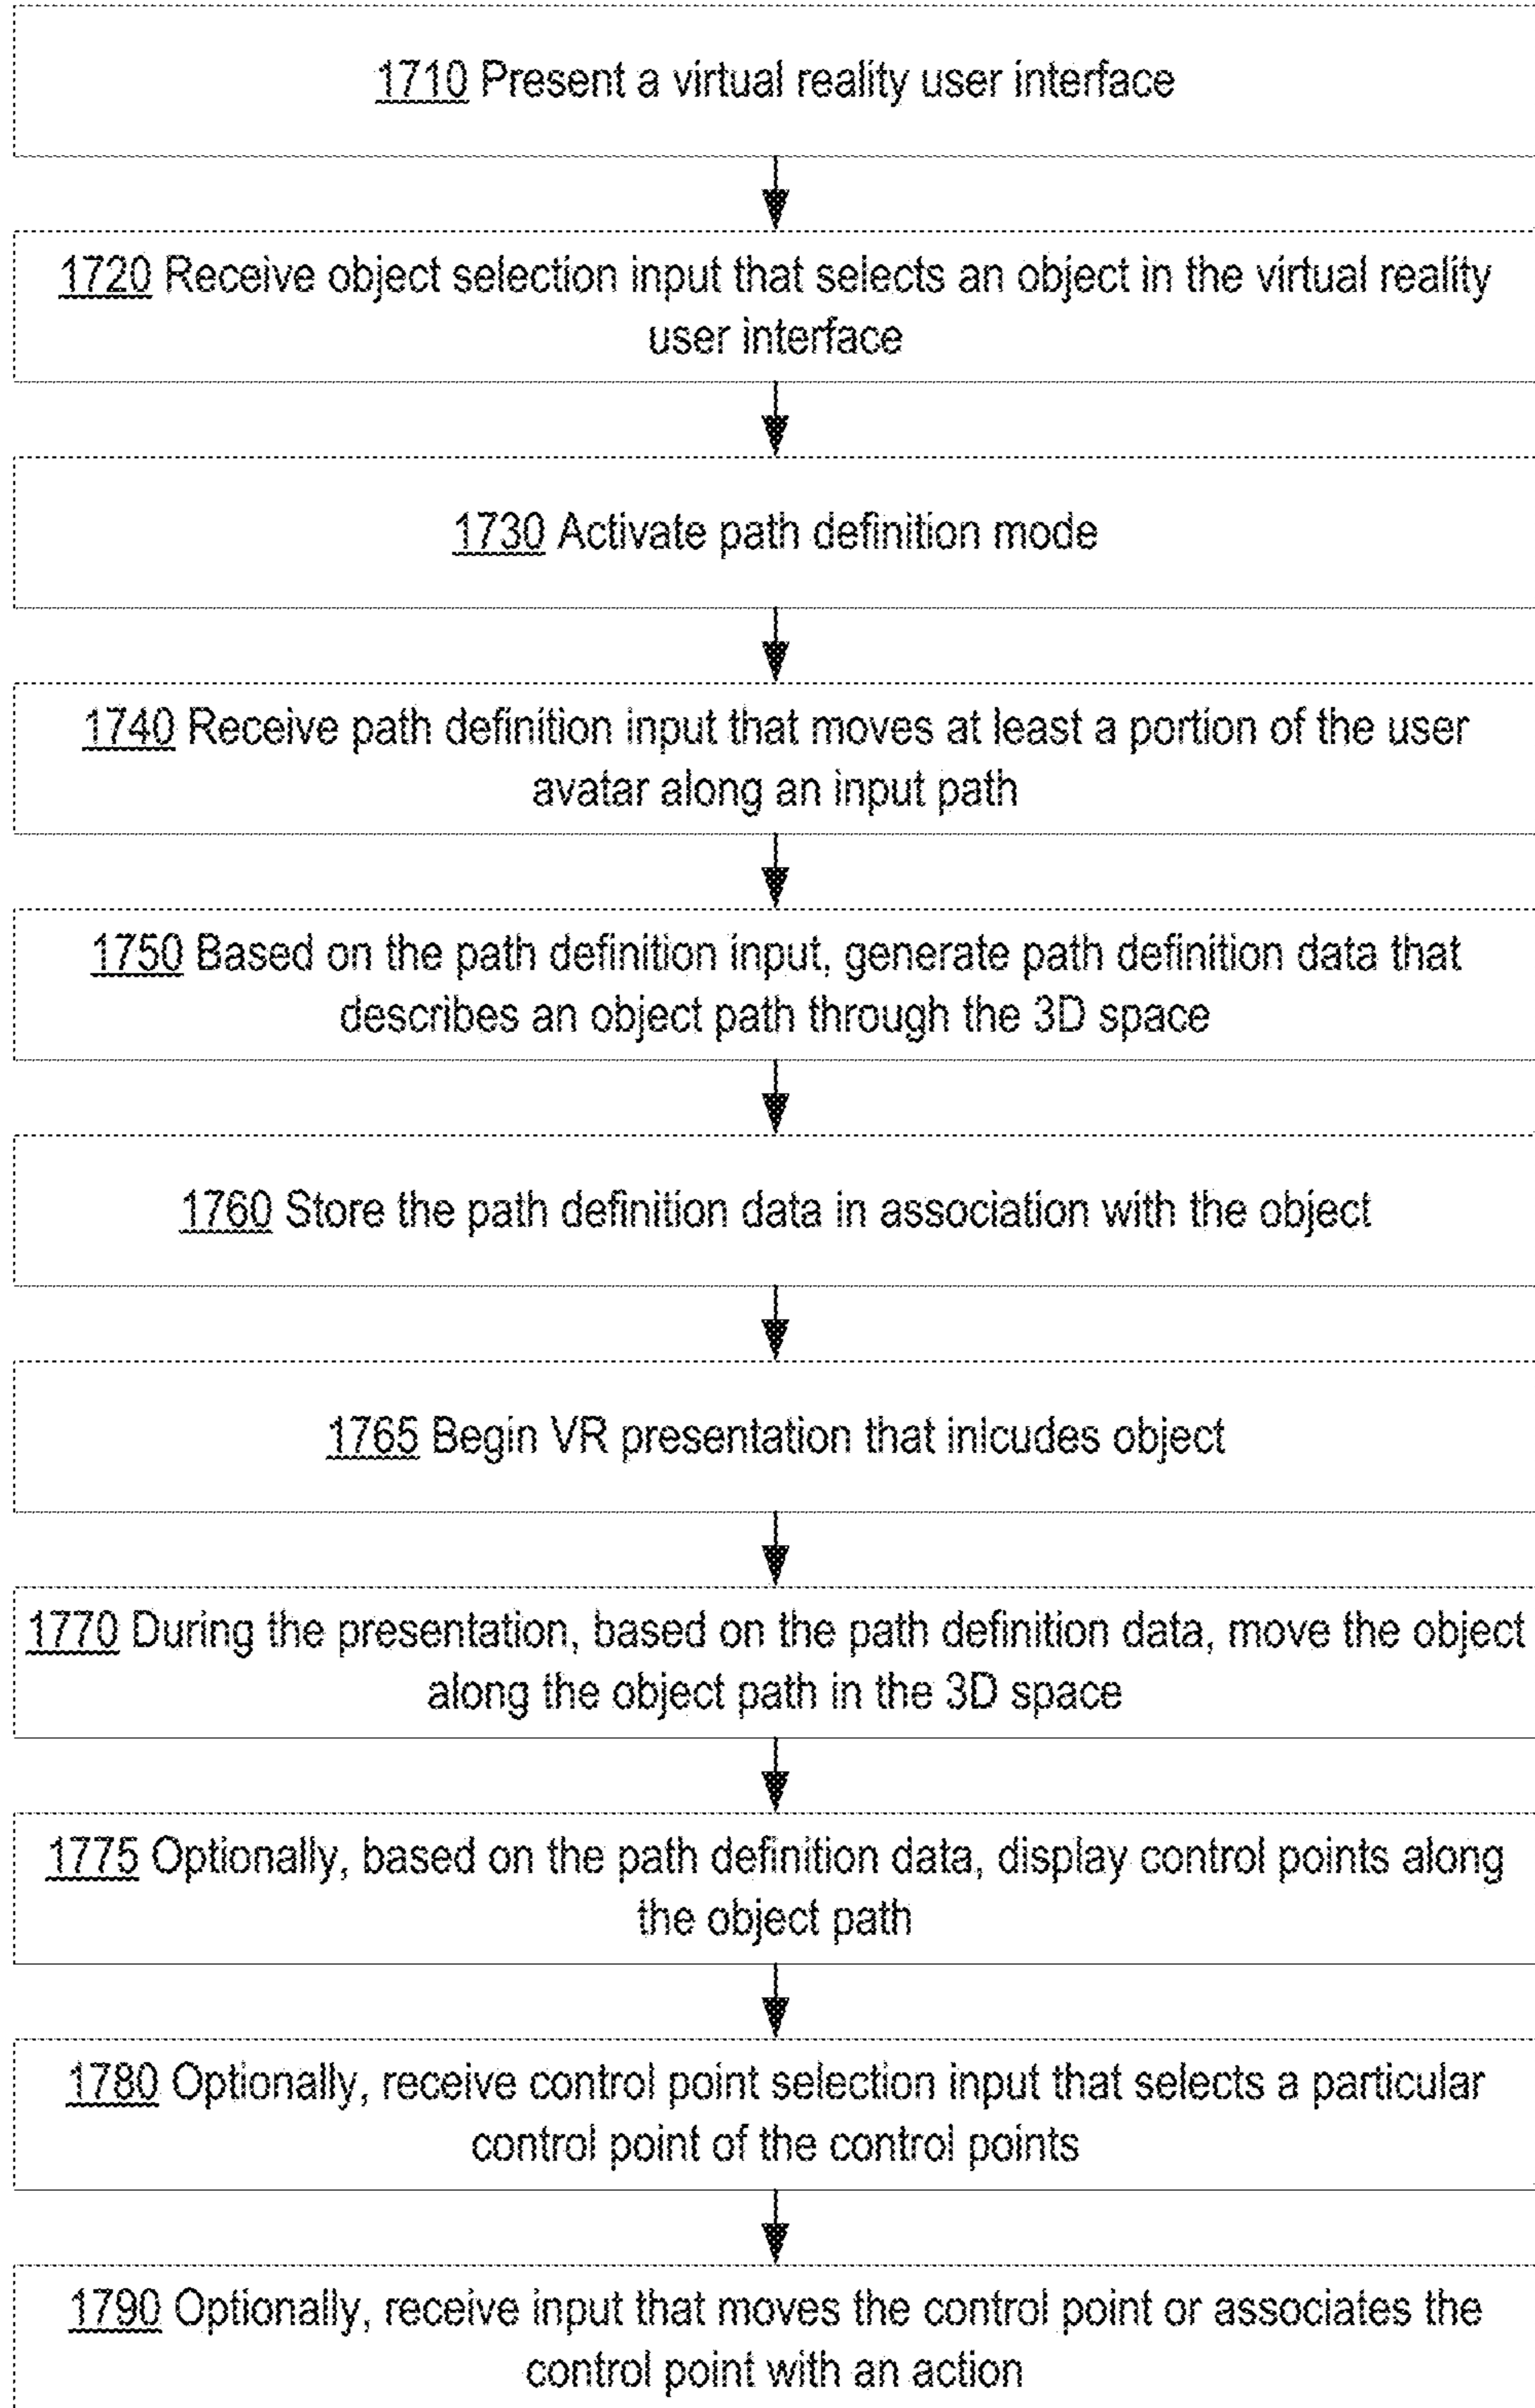 1710 Present a virtual reality user interface
1720 Receive object selection input that selects an object in the virtual reality
user interface
1730 Activate path definition mode
1740 Receive path definition input that moves at least a portion of the user
avatar along an input path
1750 Based on the path definition input, generate path definition data that
describes an object path through the 3D space
1760 Store the path definition data in association with the object
1765 Begin VR presentation that inlcudes object
1770 During the presentation, based on the path definition data, move the object
along the object path in the 3D space
1775 Optionally, based on the path definition data, display control points along
the object path
1780 Optionally, receive control point selection input that selects a particular
control point of the control points
1790 Optionally, receive input that moves the control point or associates the
control point with an action